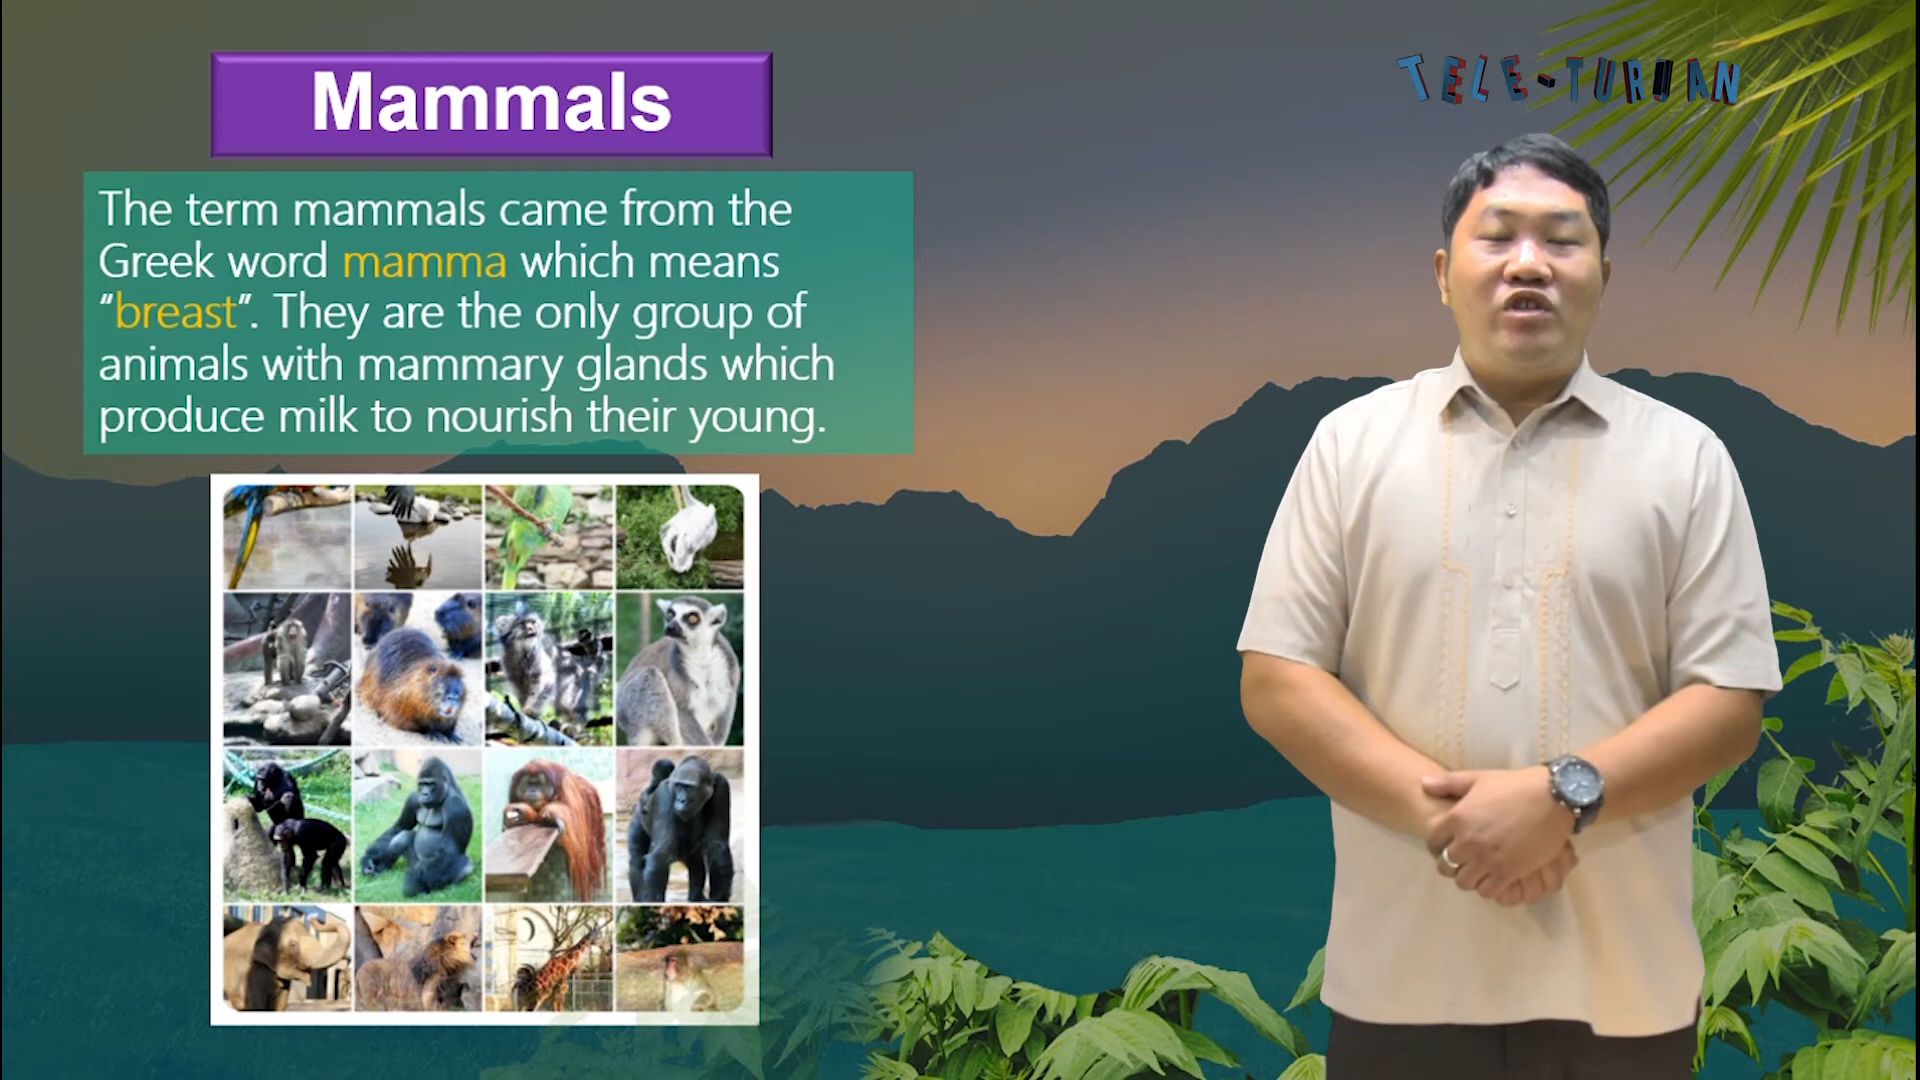 Mammals
TELE-TURUAN
The term mammals came from the
Greek word mamma which means
“breast”. They are the only group of
animals with mammary glands which
produce milk to nourish their young.